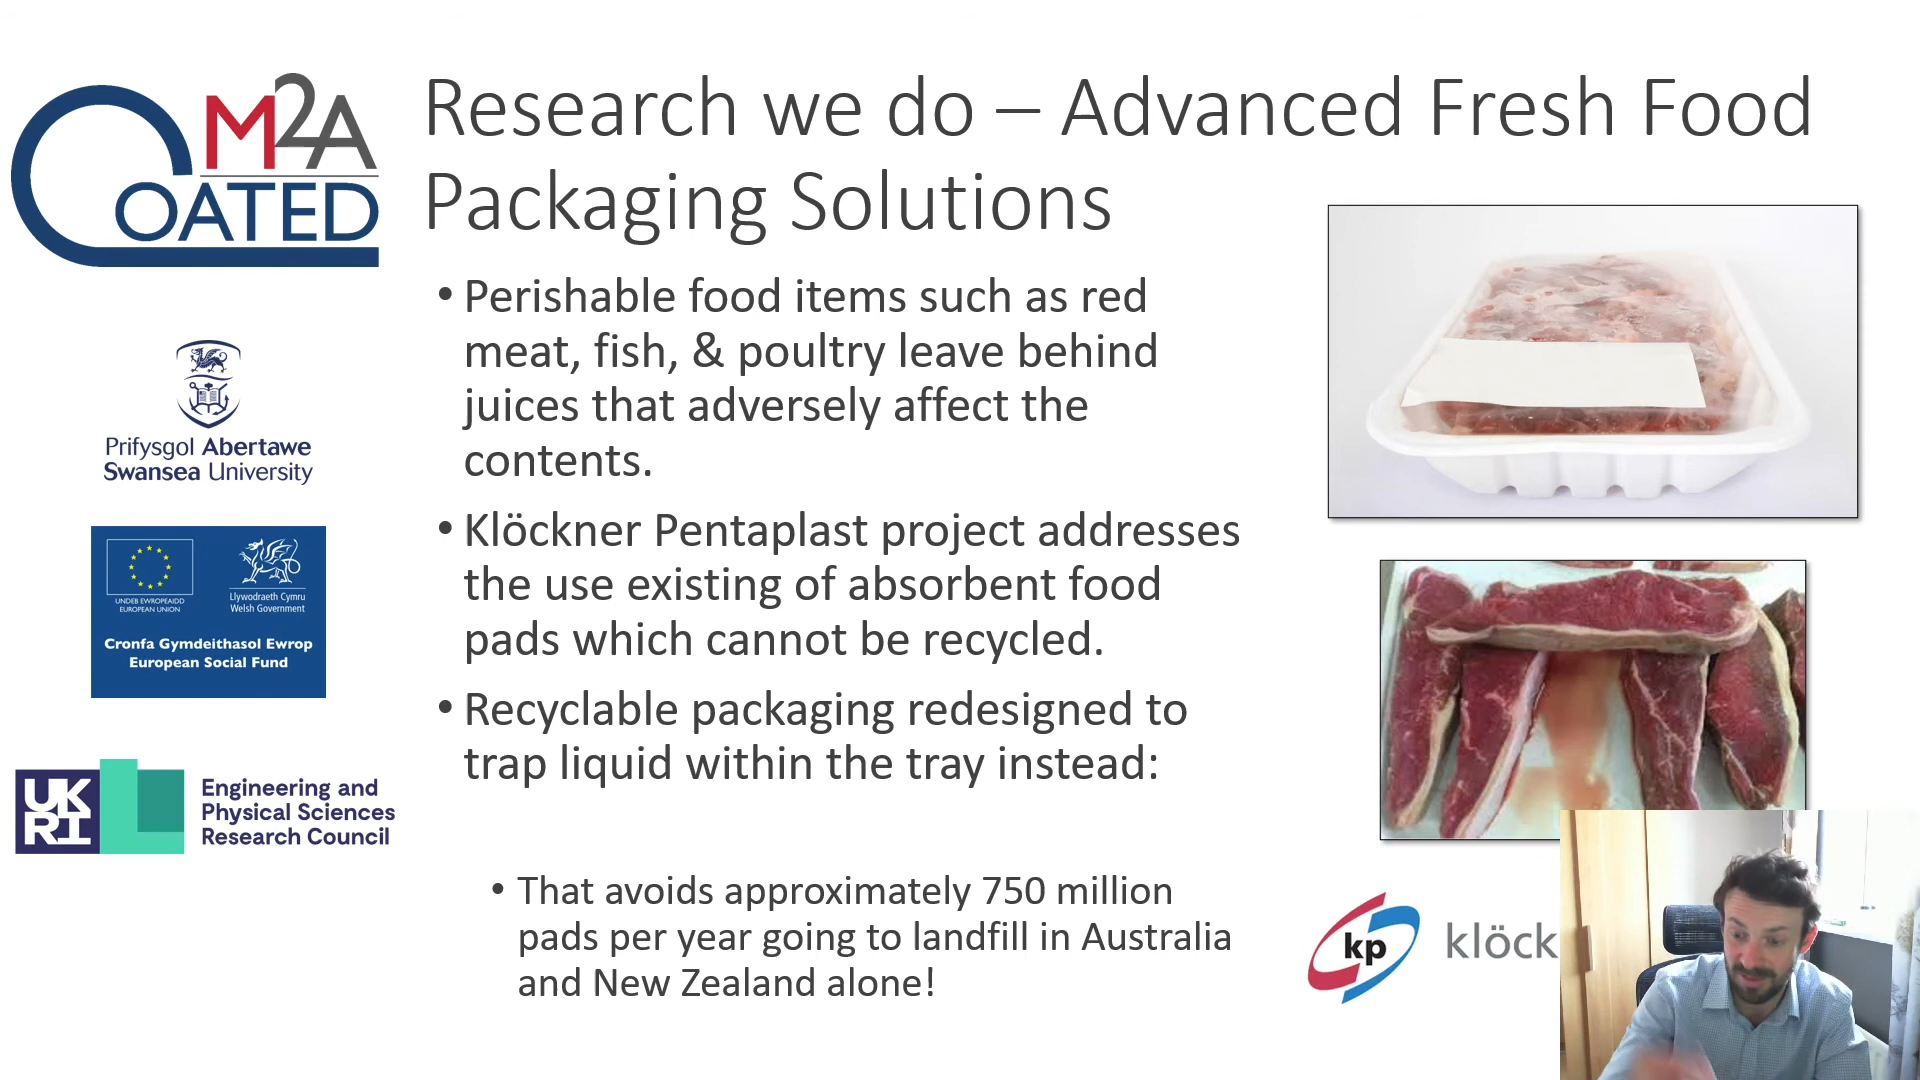 Research we do – Advanced Fresh Food
Packaging Solutions
M2A
COATED
Prifysgol Abertawe
Swansea University
UNDEB EWROPEAIDD
EUROPEAN UNION
Llywodraeth Cymru
Welsh Government
Cronfa Gymdeithasol Ewrop
European Social Fund
UK
RI
Engineering and
Physical Sciences
Research Council
• Perishable food items such as red
meat, fish, & poultry leave behind
juices that adversely affect the
contents.
• Klöckner Pentaplast project addresses
the use existing of absorbent food
pads which cannot be recycled.
• Recyclable packaging redesigned to
trap liquid within the tray instead:
• That avoids approximately 750 million
pads per year going to landfill in Australia
and New Zealand alone!
kp
klöck